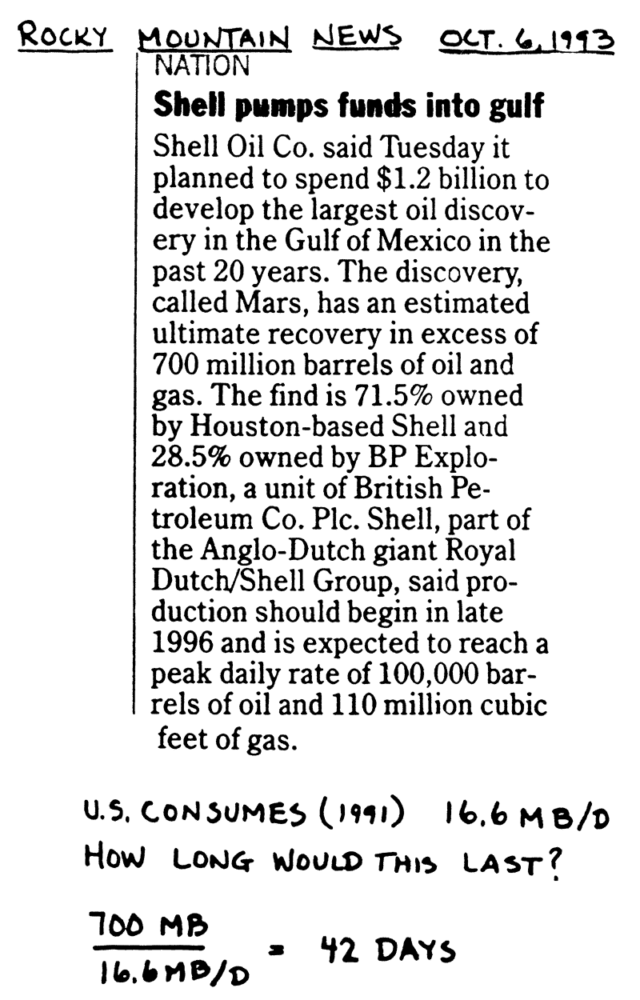 ROCKY MOUNTAIN NEWS OCT. 6, 1993
NATION
Shell pumps funds into gulf
Shell Oil Co. said Tuesday it
planned to spend $1.2 billion to
develop the largest oil discov-
ery in the Gulf of Mexico in the
past 20 years. The discovery,
called Mars, has an estimated
ultimate recovery in excess of
700 million barrels of oil and
gas. The find is 71.5% owned
by Houston-based Shell and
28.5% owned by BP Explo-
ration, a unit of British Pe-
troleum Co. Plc. Shell, part of
the Anglo-Dutch giant Royal
Dutch/Shell Group, said pro-
duction should begin in late
1996 and is expected to reach a
peak daily rate of 100,000 bar-
rels of oil and 110 million cubic
feet of gas.
U.S. CONSUMES (1991) 16.6 MB/D
HOW LONG WOULD THIS LAST?
700 MB
16.6 MB/D = 42 DAYS